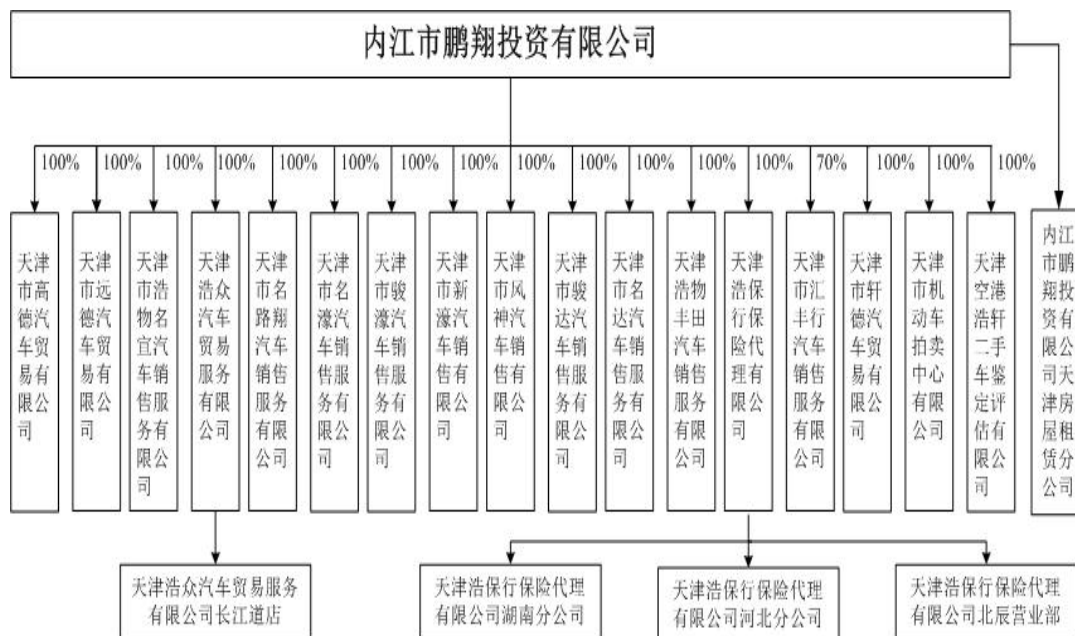 内江市鹏翔投资有限公司
100% 100% 100% 100% 100% 100% 100% 100% 100% 100% 100% 100% 100% 70% 100% 100% 100%
天津市高德汽车贸易有限公司
天津市远德汽车贸易有限公司
天津市浩物名宜汽车销售服务有限公司
天津浩众汽车贸易服务有限公司
天津市名路翔汽车销售服务有限公司
天津市名濠汽车销售服务有限公司
天津市骏濠汽车销售服务有限公司
天津市新濠汽车销售有限公司
天津市风神汽车销售有限公司
天津市骏达汽车销售服务有限公司
天津市名达汽车销售服务有限公司
天津浩物丰田汽车销售服务有限公司
天津浩保行保险代理有限公司
天津市汇丰行汽车销售服务有限公司
天津市轩德汽车贸易有限公司
天津市机动车拍卖中心有限公司
天津空港浩轩二手车鉴定评估有限公司
内江市鹏翔投资有限公司天津房屋租赁分公司
天津浩众汽车贸易服务
有限公司长江道店
天津浩保行保险代理
有限公司湖南分公司
天津浩保行保险代理
有限公司河北分公司
天津浩保行保险代理
有限公司北辰营业部